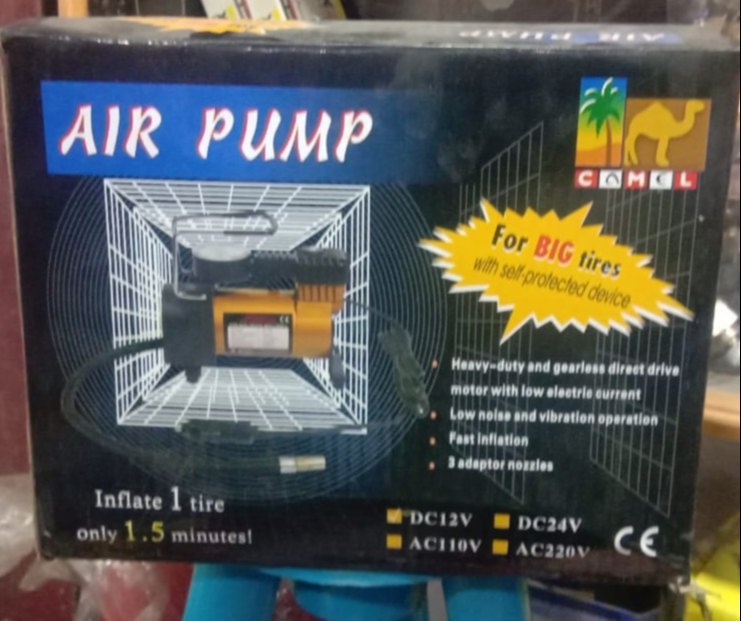 AIR PUMP
AIR PUMP
CAMEL
For BIG tires
with self-protected device
• Heavy-duty and gearless direct drive
motor with low electric current
• Low noise and vibration operation
• Fast inflation
• 3 adaptor nozzles
Inflate 1 tire
only 1.5 minutes!
DC12V DC24V
AC110V AC220V
CE